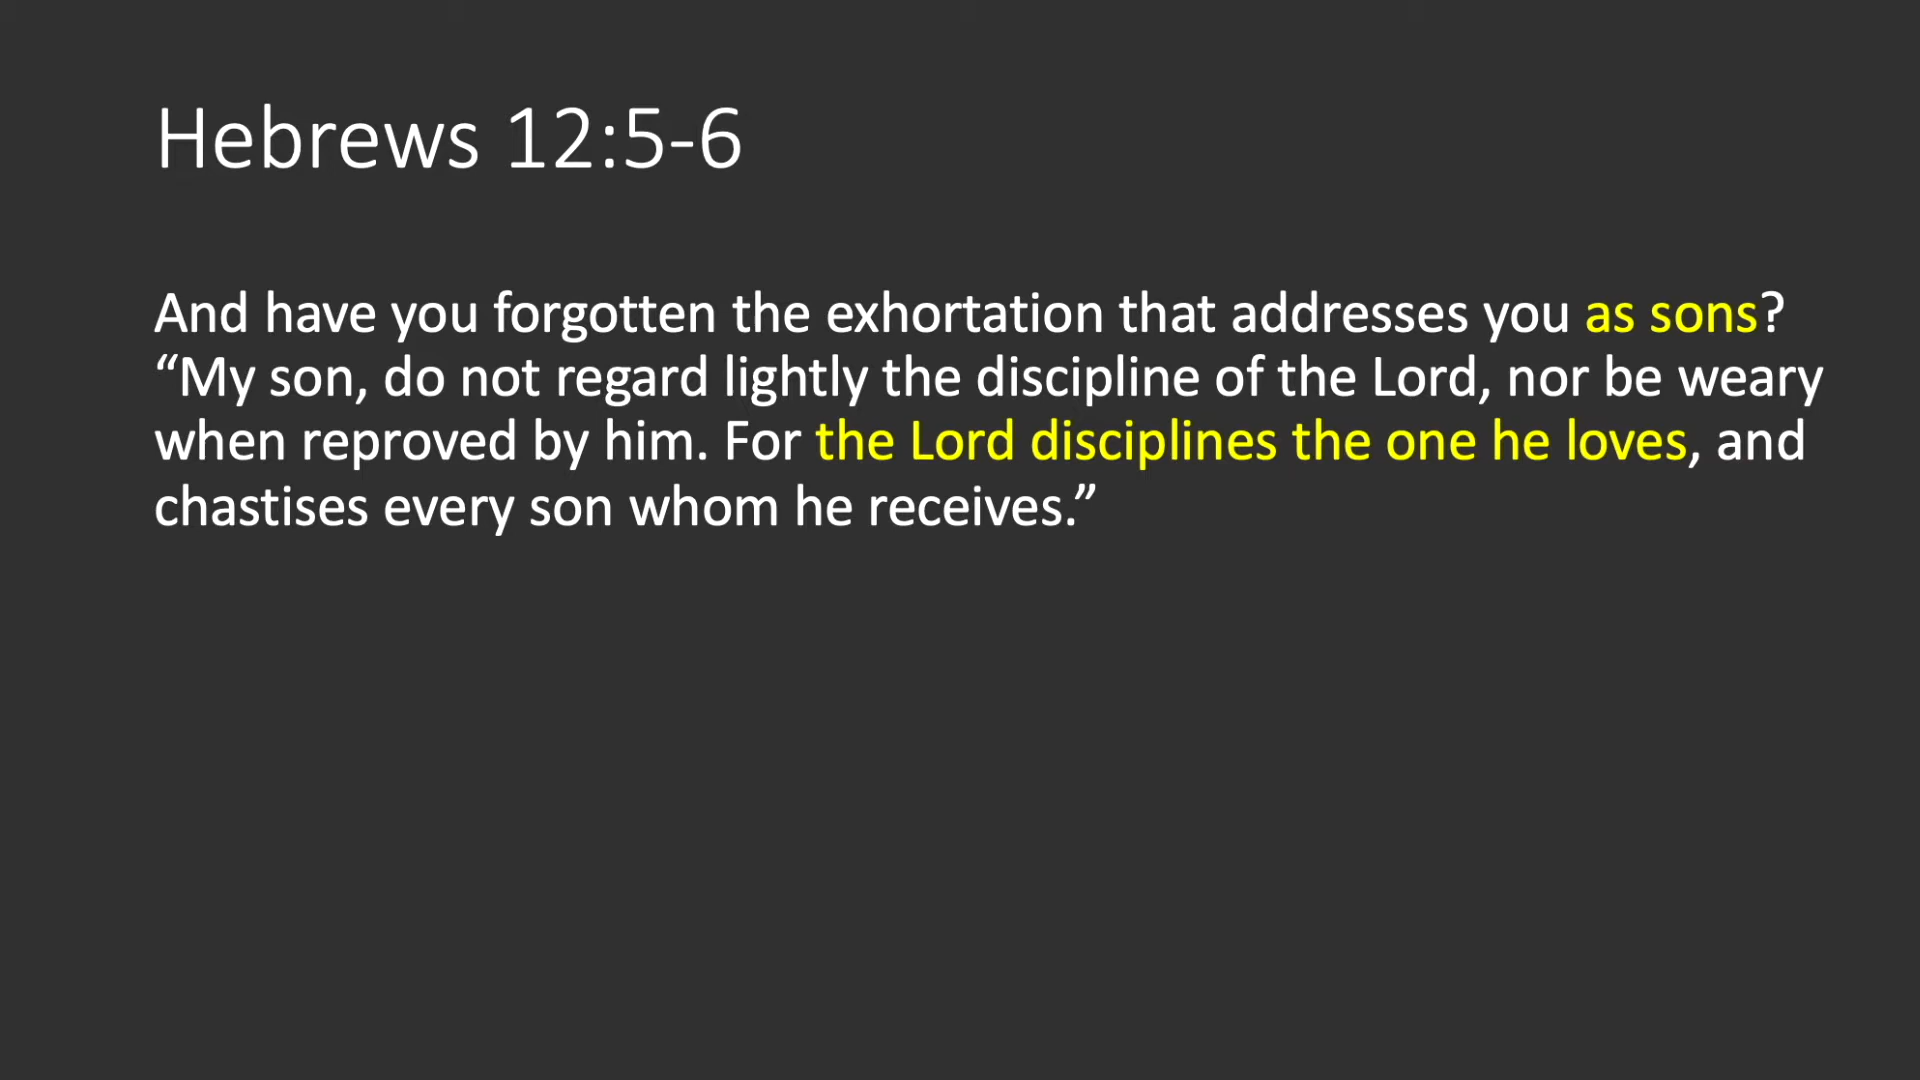 Hebrews 12:5-6
And have you forgotten the exhortation that addresses you as sons?
“My son, do not regard lightly the discipline of the Lord, nor be weary
when reproved by him. For the Lord disciplines the one he loves, and
chastises every son whom he receives.”